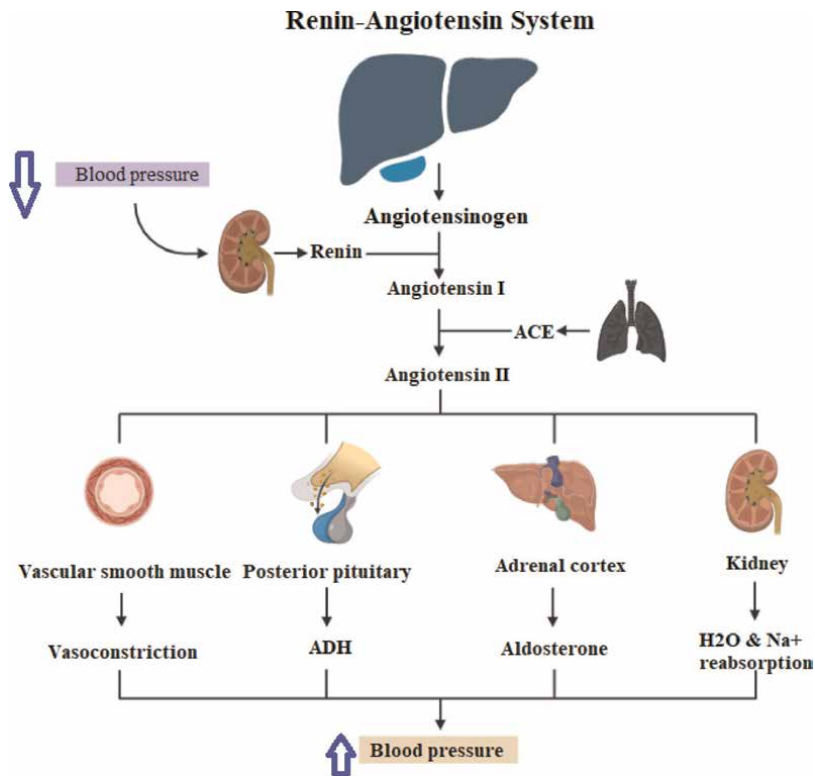 Renin-Angiotensin System
Blood pressure
Angiotensinogen
Renin
Angiotensin I
ACE
Angiotensin II
Vascular smooth muscle
Posterior pituitary
Adrenal cortex
Kidney
Vasoconstriction
ADH
Aldosterone
H2O & Na+
reabsorption
Blood pressure